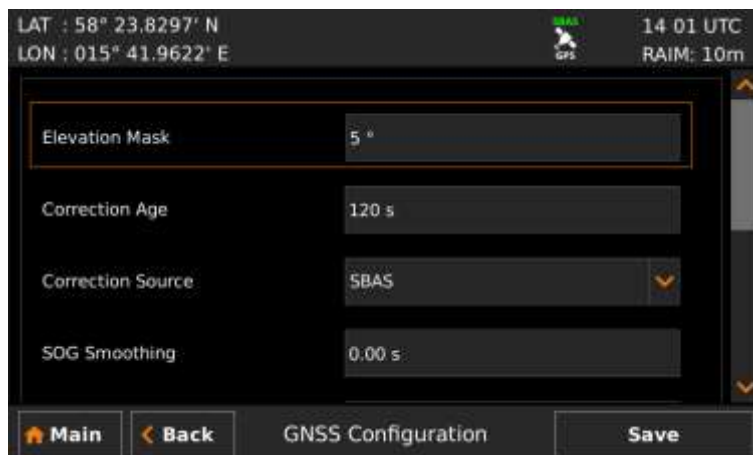 LAT : 58° 23.8297' N
LON : 015° 41.9622' E
SBAS
GPS
14 01 UTC
RAIM: 10m
Elevation Mask
5 °
Correction Age
120 s
Correction Source
SBAS
SOG Smoothing
0.00 s
Main
Back
GNSS Configuration
Save